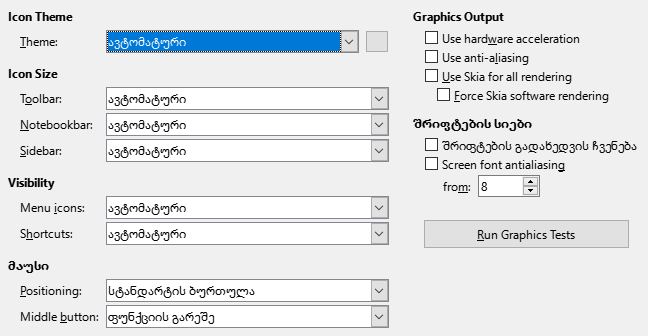 Icon Theme
Theme: ავტომატური
Icon Size
Toolbar: ავტომატური
Notebookbar: ავტომატური
Sidebar: ავტომატური
Visibility
Menu icons: ავტომატური
Shortcuts: ავტომატური
მაუსი
Positioning: სტანდარტის ბურთულა
Middle button: ფუნქციის გარეშე
Graphics Output
Use hardware acceleration
Use anti-aliasing
Use Skia for all rendering
Force Skia software rendering
შრიფტების სიები
შრიფტების გადახედვის ჩვენება
Screen font antialiasing
from: 8
Run Graphics Tests